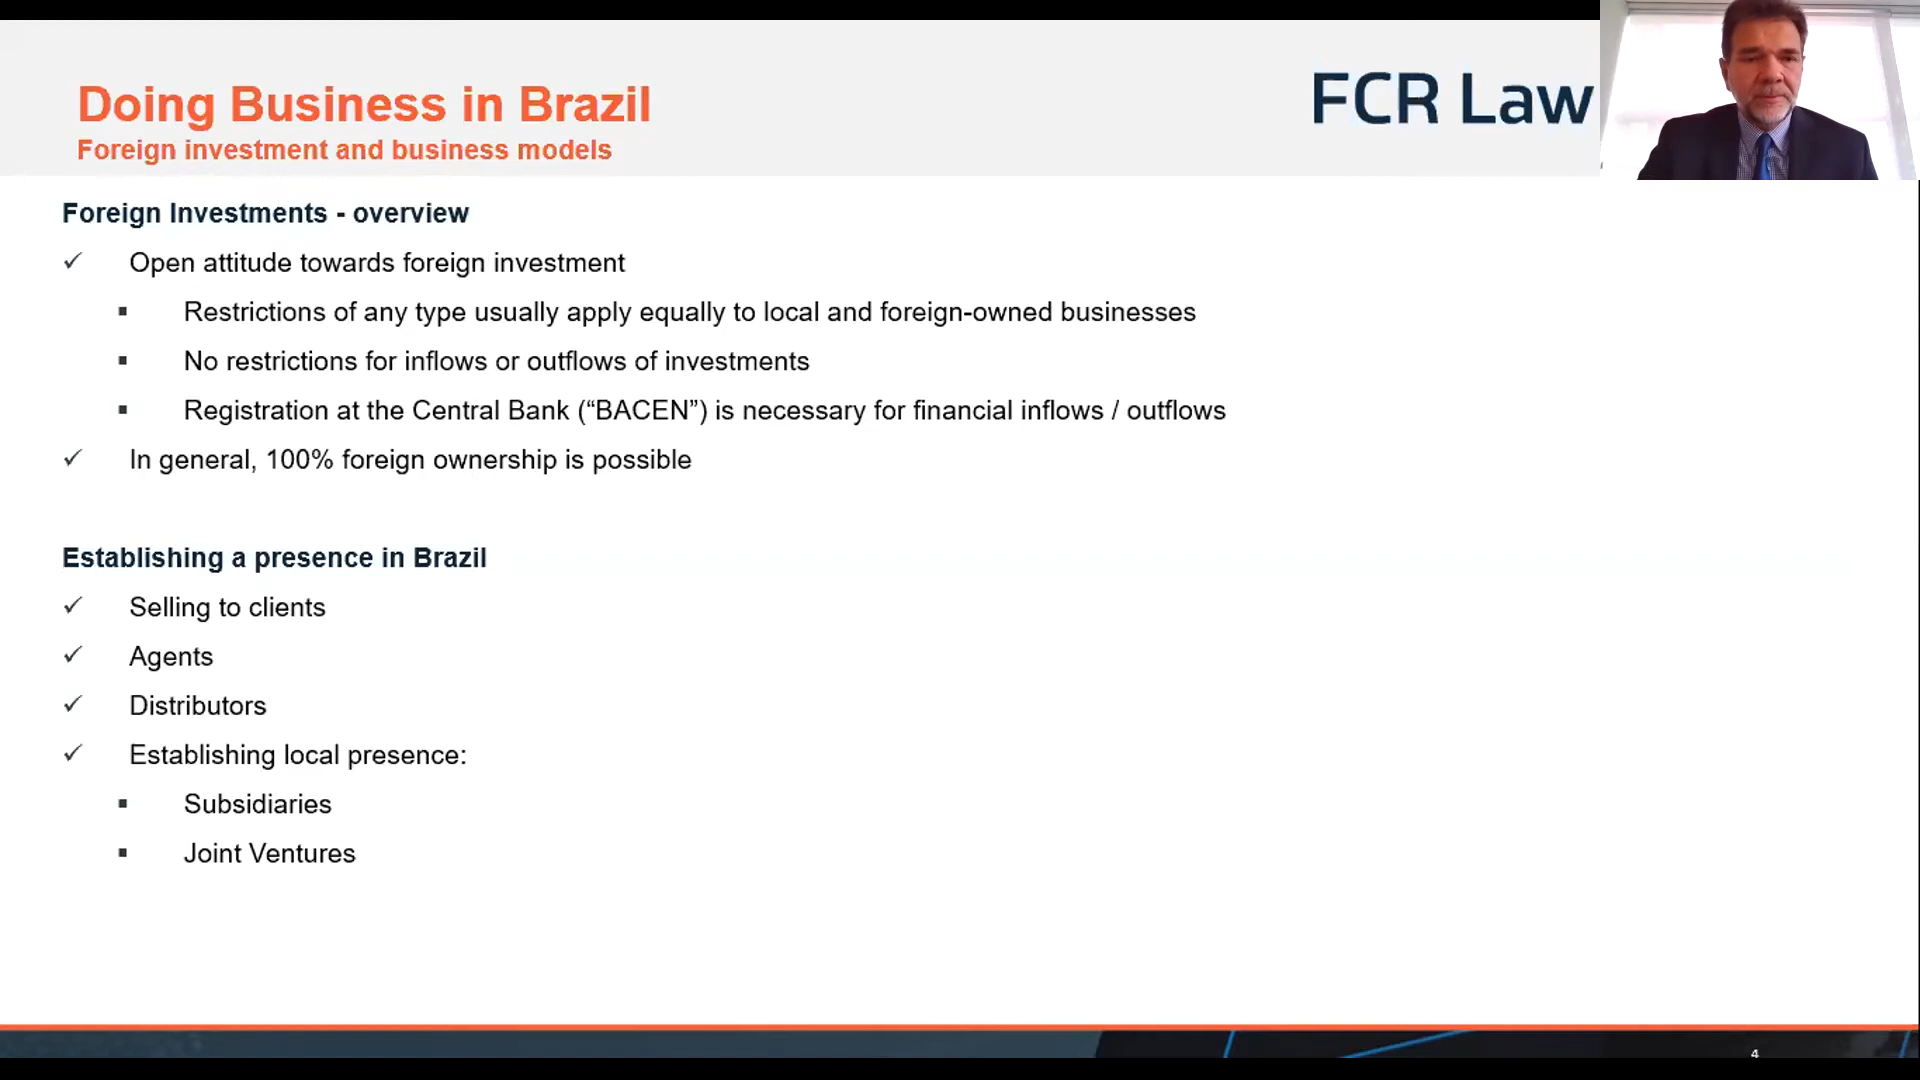 Doing Business in Brazil
Foreign investment and business models
FCR Law
Foreign Investments - overview
✓ Open attitude towards foreign investment
▪ Restrictions of any type usually apply equally to local and foreign-owned businesses
▪ No restrictions for inflows or outflows of investments
▪ Registration at the Central Bank (“BACEN”) is necessary for financial inflows / outflows
✓ In general, 100% foreign ownership is possible
Establishing a presence in Brazil
✓ Selling to clients
✓ Agents
✓ Distributors
✓ Establishing local presence:
▪ Subsidiaries
▪ Joint Ventures
4